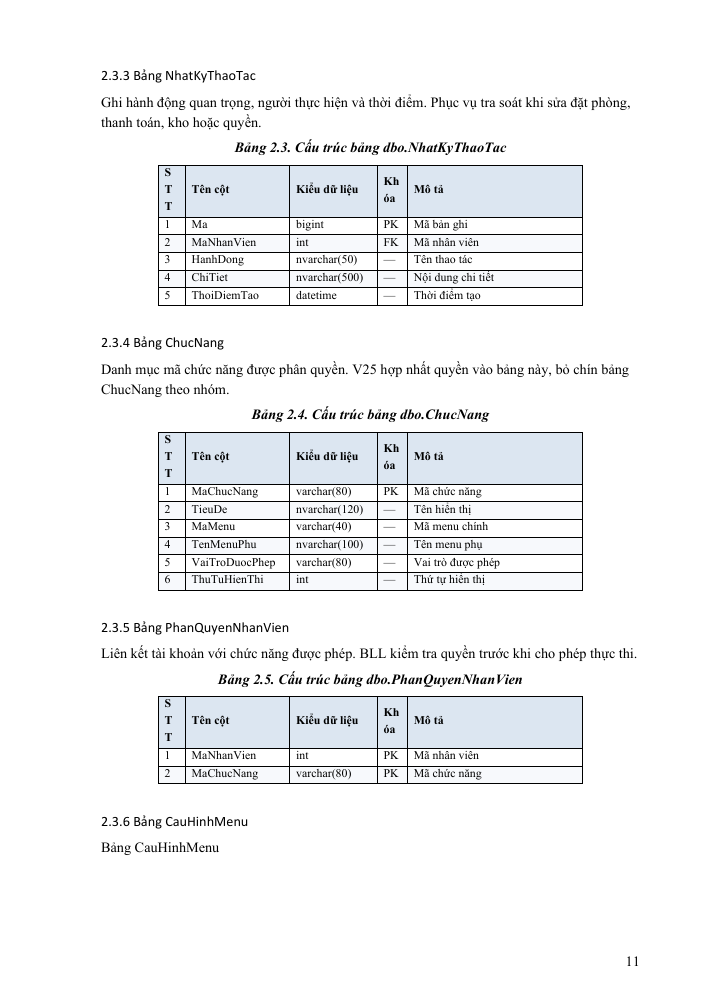 2.3.3 Bảng NhatKyThaoTac
Ghi hành động quan trọng, người thực hiện và thời điểm. Phục vụ tra soát khi sửa đặt phòng,
thanh toán, kho hoặc quyền.
Bảng 2.3. Cấu trúc bảng dbo.NhatKyThaoTac
STT Tên cột Kiểu dữ liệu Khóa Mô tả
1 Ma bigint PK Mã bản ghi
2 MaNhanVien int FK Mã nhân viên
3 HanhDong nvarchar(50) — Tên thao tác
4 ChiTiet nvarchar(500) — Nội dung chi tiết
5 ThoiDiemTao datetime — Thời điểm tạo
2.3.4 Bảng ChucNang
Danh mục mã chức năng được phân quyền. V25 hợp nhất quyền vào bảng này, bỏ chín bảng
ChucNang theo nhóm.
Bảng 2.4. Cấu trúc bảng dbo.ChucNang
STT Tên cột Kiểu dữ liệu Khóa Mô tả
1 MaChucNang varchar(80) PK Mã chức năng
2 TieuDe nvarchar(120) — Tên hiển thị
3 MaMenu varchar(40) — Mã menu chính
4 TenMenuPhu nvarchar(100) — Tên menu phụ
5 VaiTroDuocPhep varchar(80) — Vai trò được phép
6 ThuTuHienThi int — Thứ tự hiển thị
2.3.5 Bảng PhanQuyenNhanVien
Liên kết tài khoản với chức năng được phép. BLL kiểm tra quyền trước khi cho phép thực thi.
Bảng 2.5. Cấu trúc bảng dbo.PhanQuyenNhanVien
STT Tên cột Kiểu dữ liệu Khóa Mô tả
1 MaNhanVien int PK Mã nhân viên
2 MaChucNang varchar(80) PK Mã chức năng
2.3.6 Bảng CauHinhMenu
Bảng CauHinhMenu
11